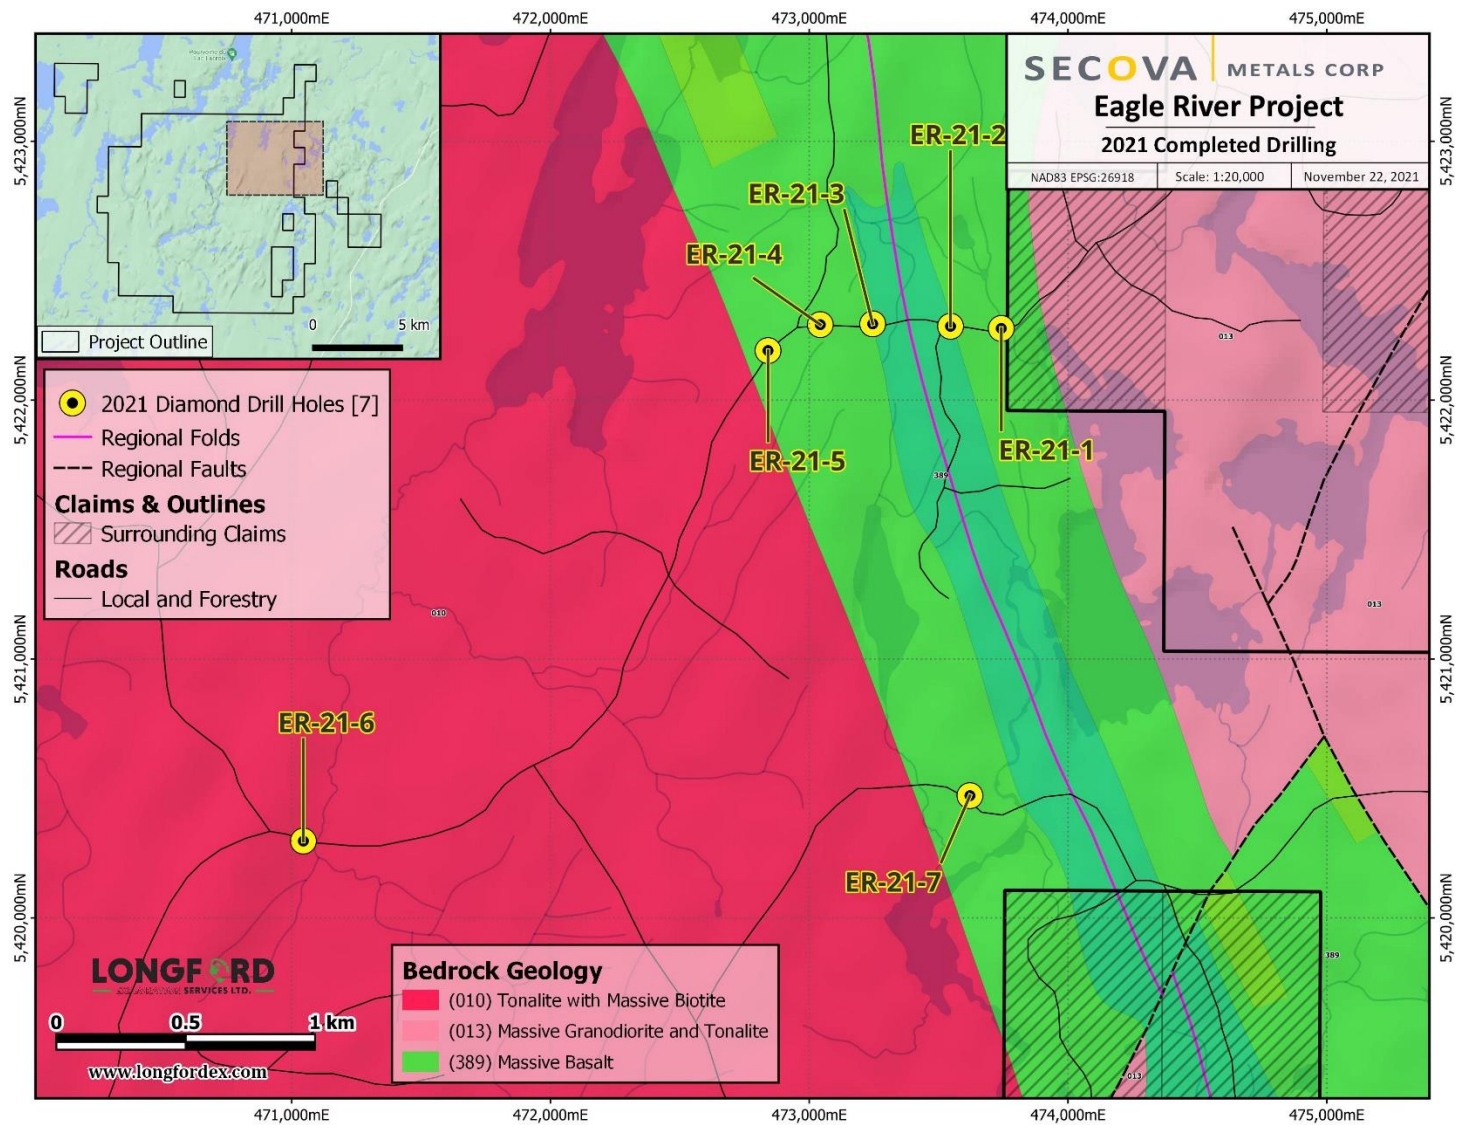 471,000mE 472,000mE 473,000mE 474,000mE 475,000mE
5,423,000mN
5,422,000mN
5,421,000mN
5,420,000mN
5,423,000mN
5,422,000mN
5,421,000mN
5,420,000mN
Project Outline
0 5 km
SECOVA METALS CORP
Eagle River Project
2021 Completed Drilling
NAD83 EPSG:26918 Scale: 1:20,000 November 22, 2021
ER-21-2
ER-21-3
ER-21-4
ER-21-5
ER-21-1
ER-21-6
ER-21-7
013
389
013
010
389
013
2021 Diamond Drill Holes [7]
Regional Folds
Regional Faults
Claims & Outlines
Surrounding Claims
Roads
Local and Forestry
LONGFORD
EXPLORATION SERVICES LTD.
0 0.5 1 km
www.longfordex.com
Bedrock Geology
(010) Tonalite with Massive Biotite
(013) Massive Granodiorite and Tonalite
(389) Massive Basalt
471,000mE 472,000mE 473,000mE 474,000mE 475,000mE